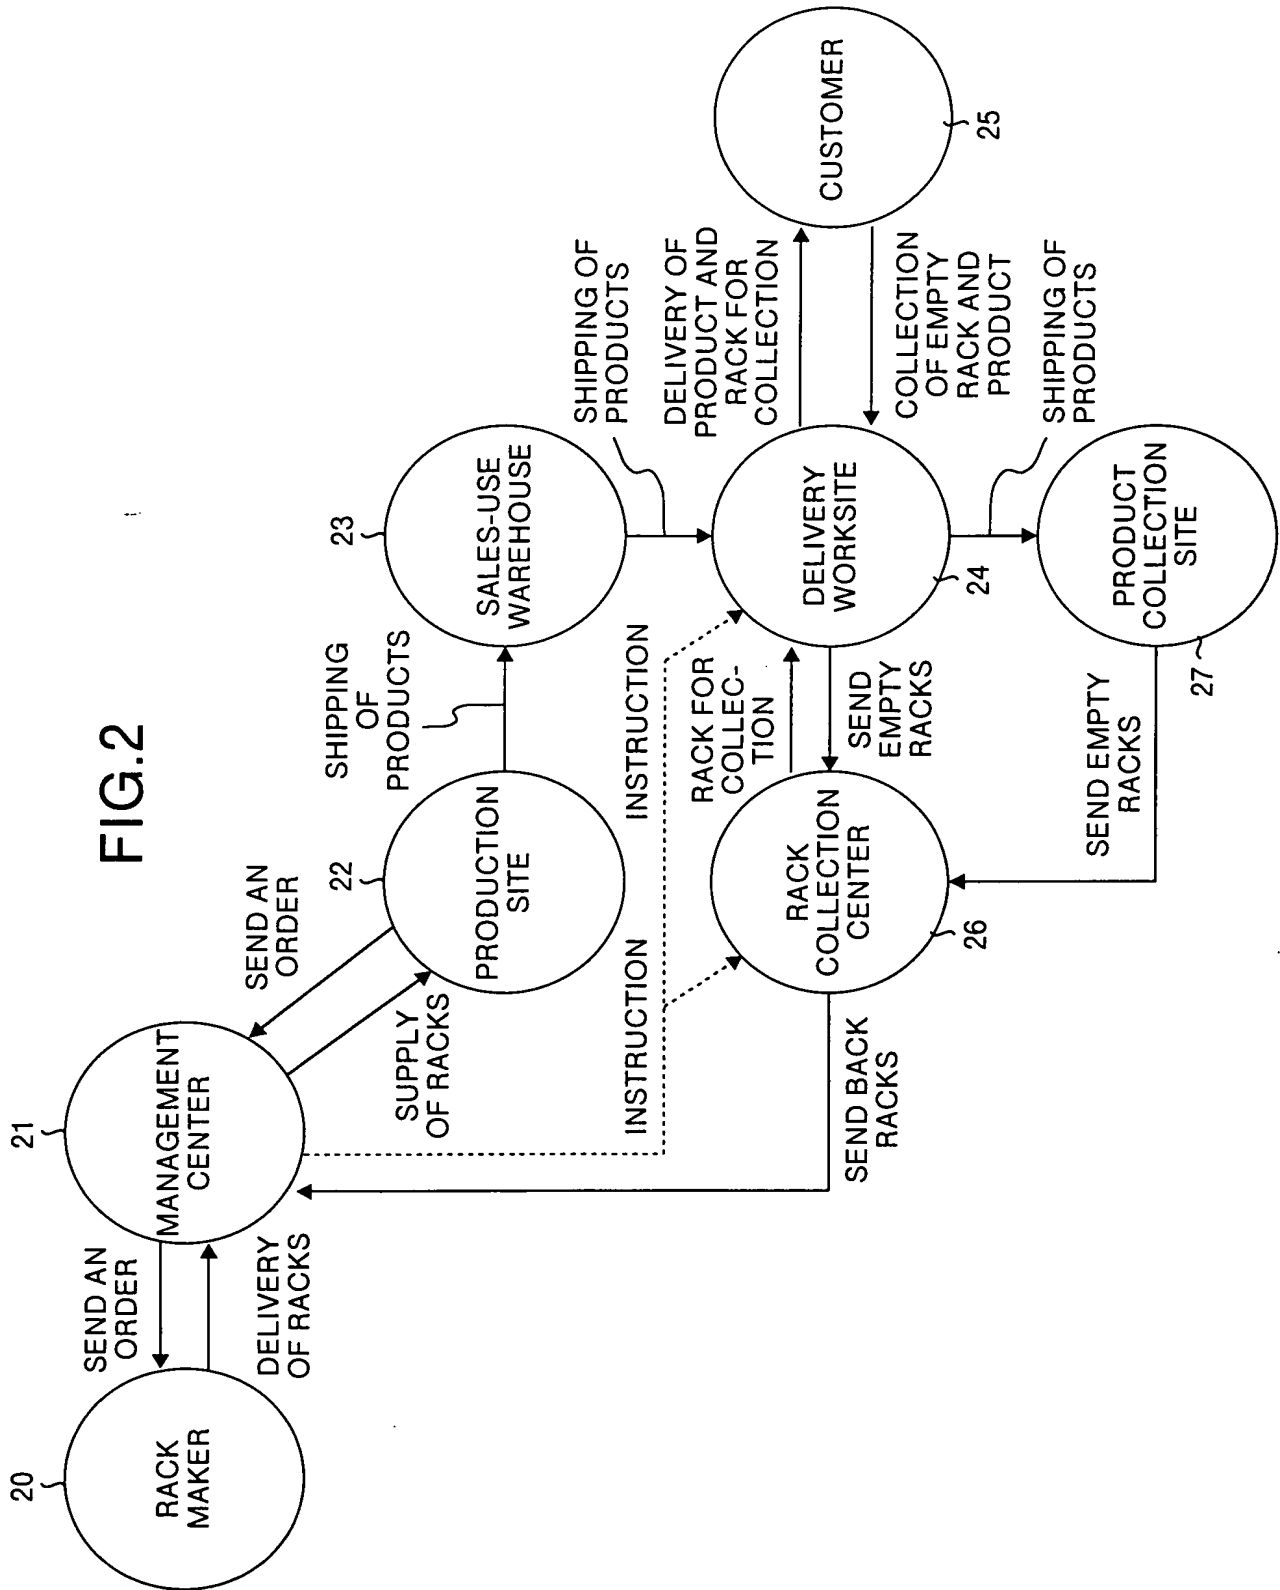 FIG.2
20
RACK
MAKER
SEND AN
ORDER
DELIVERY
OF RACKS
21
MANAGEMENT
CENTER
SEND AN
ORDER
SUPPLY
OF RACKS
22
PRODUCTION
SITE
SHIPPING
OF
PRODUCTS
23
SALES-USE
WAREHOUSE
SHIPPING OF
PRODUCTS
INSTRUCTION
INSTRUCTION
SEND BACK
RACKS
RACK
COLLECTION
CENTER
26
RACK FOR
COLLEC-
TION
SEND
EMPTY
RACKS
DELIVERY
WORKSITE
24
DELIVERY OF
PRODUCT AND
RACK FOR
COLLECTION
COLLECTION
OF EMPTY
RACK AND
PRODUCT
CUSTOMER
25
SHIPPING OF
PRODUCTS
SEND EMPTY
RACKS
PRODUCT
COLLECTION
SITE
27